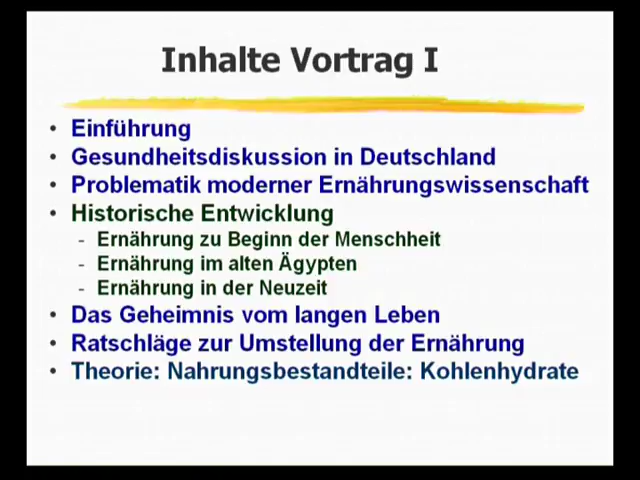 Inhalte Vortrag I
• Einführung
• Gesundheitsdiskussion in Deutschland
• Problematik moderner Ernährungswissenschaft
• Historische Entwicklung
- Ernährung zu Beginn der Menschheit
- Ernährung im alten Ägypten
- Ernährung in der Neuzeit
• Das Geheimnis vom langen Leben
• Ratschläge zur Umstellung der Ernährung
• Theorie: Nahrungsbestandteile: Kohlenhydrate